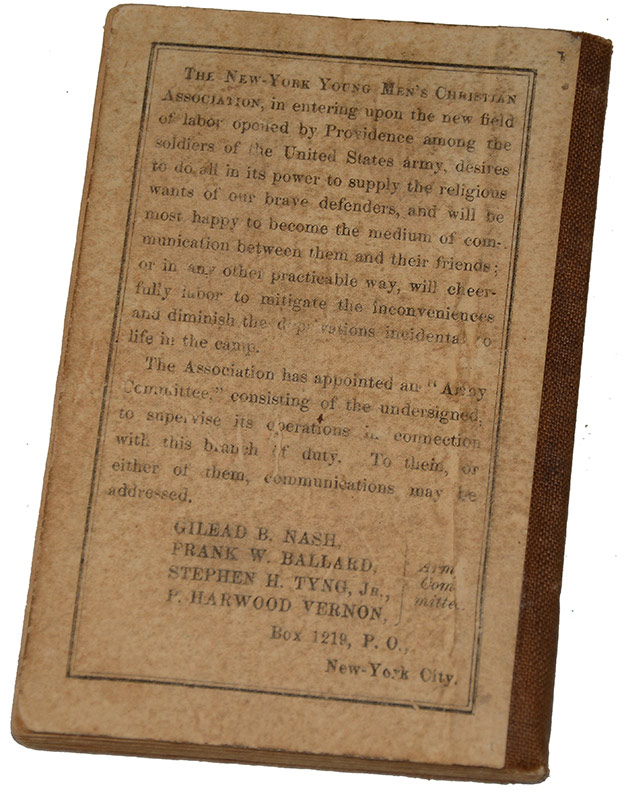 The New-York Young Men's Christian
Association, in entering upon the new field
of labor opened by Providence among the
soldiers of the United States army, desires
to do all in its power to supply the religious
wants of our brave defenders, and will be
most happy to become the medium of com-
munication between them and their friends;
or in any other practicable way, will cheer-
fully labor to mitigate the inconveniences
and diminish the deprivations incidental to
life in the camp.
The Association has appointed an "Army
Committee," consisting of the undersigned,
to supervise its operations in connection
with this branch of duty. To them, or
either of them, communications may be
addressed.
GILEAD B. NASH,
FRANK W. BALLARD,
STEPHEN H. TYNG, Jr.,
P. HARWOOD VERNON,
Army
Com
mittee.
Box 1219, P. O.,
New-York City.